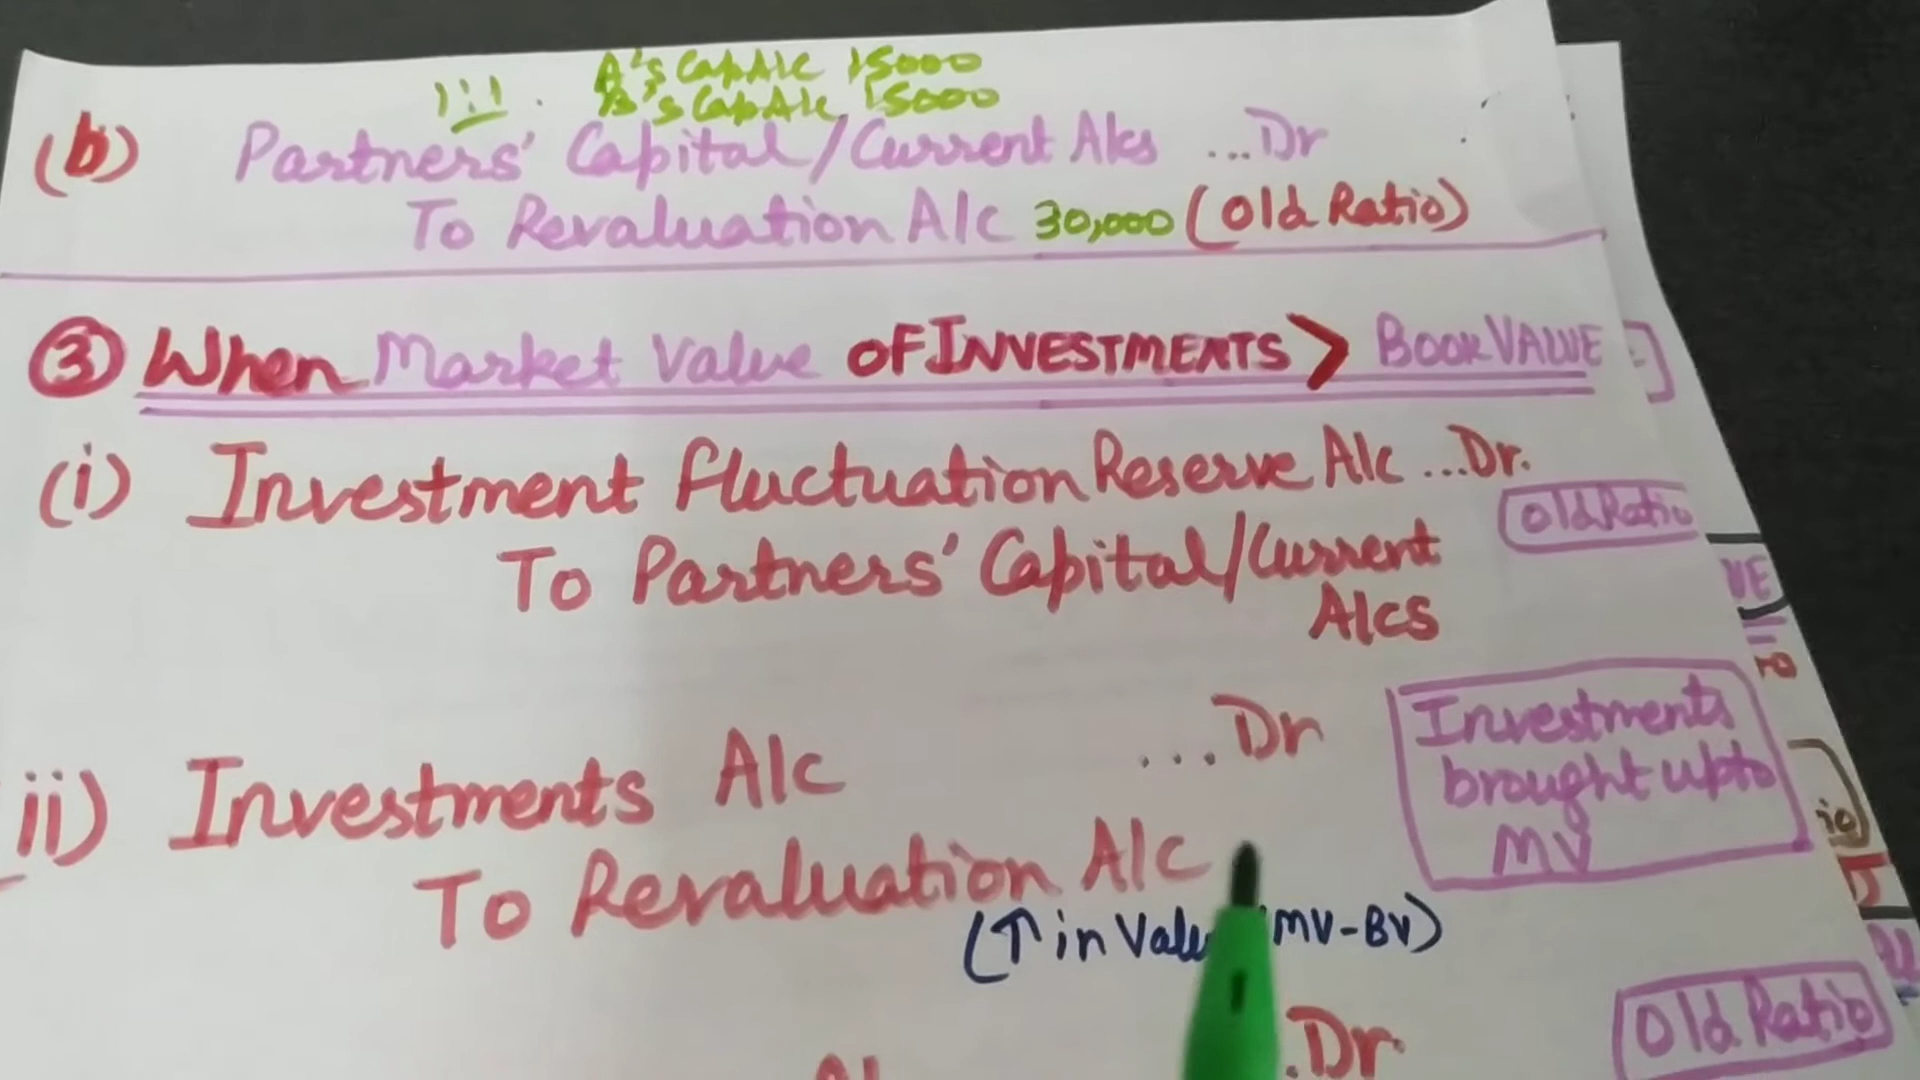 1:1. A's Cap A/c 15000
B's Cap A/c 15000
(b) Partners' Capital/Current A/cs ...Dr
To Revaluation A/c 30,000 (Old Ratio)
③ When Market Value OF INVESTMENTS > BOOK VALUE
(i) Investment Fluctuation Reserve A/c ...Dr.
Old Ratio
To Partners' Capital/Current
A/cs
ii) Investments A/c ....Dr
Investments
brought upto
MV
To Revaluation A/c
(↑ in MV-BV)
.Dr
Old Ratio